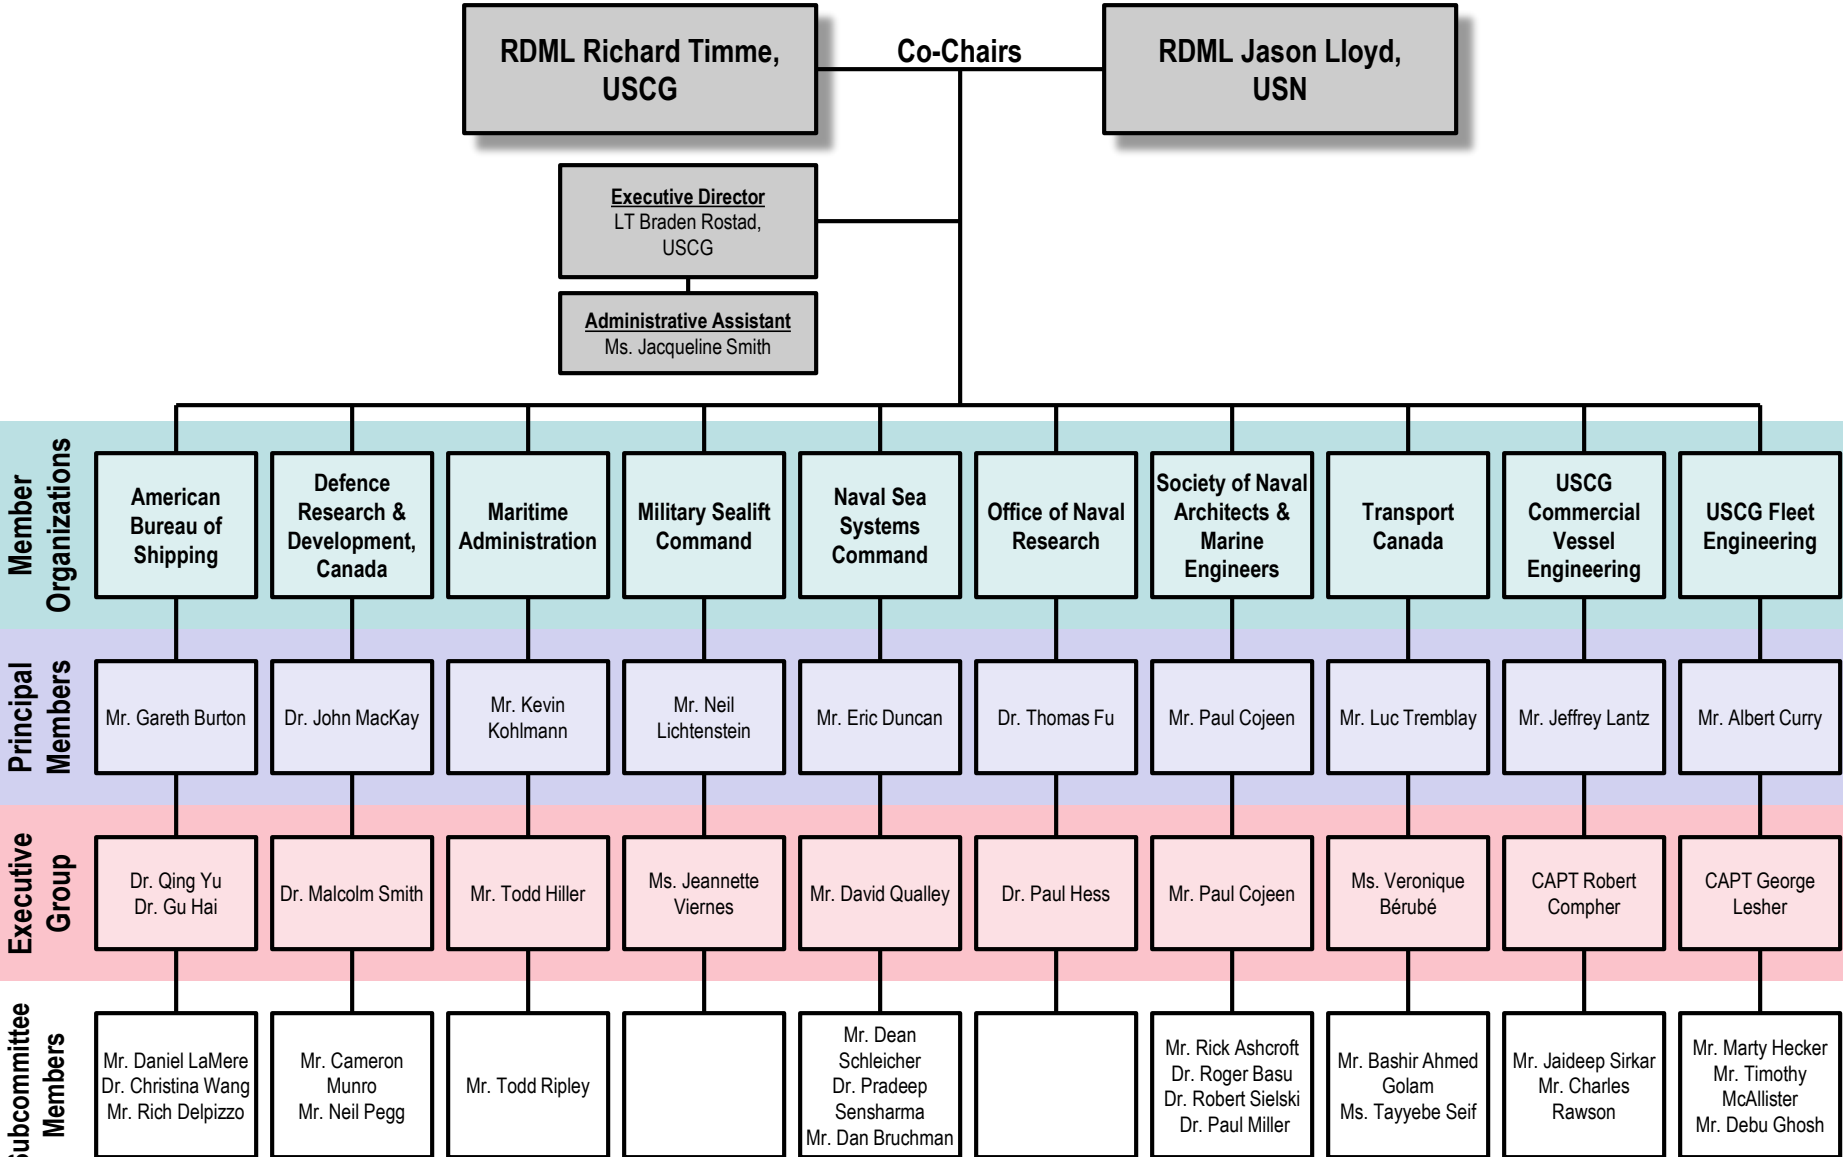 RDML Richard Timme,
USCG
Co-Chairs
RDML Jason Lloyd,
USN
Executive Director
LT Braden Rostad,
USCG
Administrative Assistant
Ms. Jacqueline Smith
Member
Organizations
American
Bureau of
Shipping
Defence
Research &
Development,
Canada
Maritime
Administration
Military Sealift
Command
Naval Sea
Systems
Command
Office of Naval
Research
Society of Naval
Architects &
Marine
Engineers
Transport
Canada
USCG
Commercial
Vessel
Engineering
USCG Fleet
Engineering
Principal
Members
Mr. Gareth Burton
Dr. John MacKay
Mr. Kevin
Kohlmann
Mr. Neil
Lichtenstein
Mr. Eric Duncan
Dr. Thomas Fu
Mr. Paul Cojeen
Mr. Luc Tremblay
Mr. Jeffrey Lantz
Mr. Albert Curry
Executive
Group
Dr. Qing Yu
Dr. Gu Hai
Dr. Malcolm Smith
Mr. Todd Hiller
Ms. Jeannette
Viernes
Mr. David Qualley
Dr. Paul Hess
Mr. Paul Cojeen
Ms. Veronique
Bérubé
CAPT Robert
Compher
CAPT George
Lesher
Subcommittee
Members
Mr. Daniel LaMere
Dr. Christina Wang
Mr. Rich Delpizzo
Mr. Cameron
Munro
Mr. Neil Pegg
Mr. Todd Ripley
Mr. Dean
Schleicher
Dr. Pradeep
Sensharma
Mr. Dan Bruchman
Mr. Rick Ashcroft
Dr. Roger Basu
Dr. Robert Sielski
Dr. Paul Miller
Mr. Bashir Ahmed
Golam
Ms. Tayyebe Seif
Mr. Jaideep Sirkar
Mr. Charles
Rawson
Mr. Marty Hecker
Mr. Timothy
McAllister
Mr. Debu Ghosh